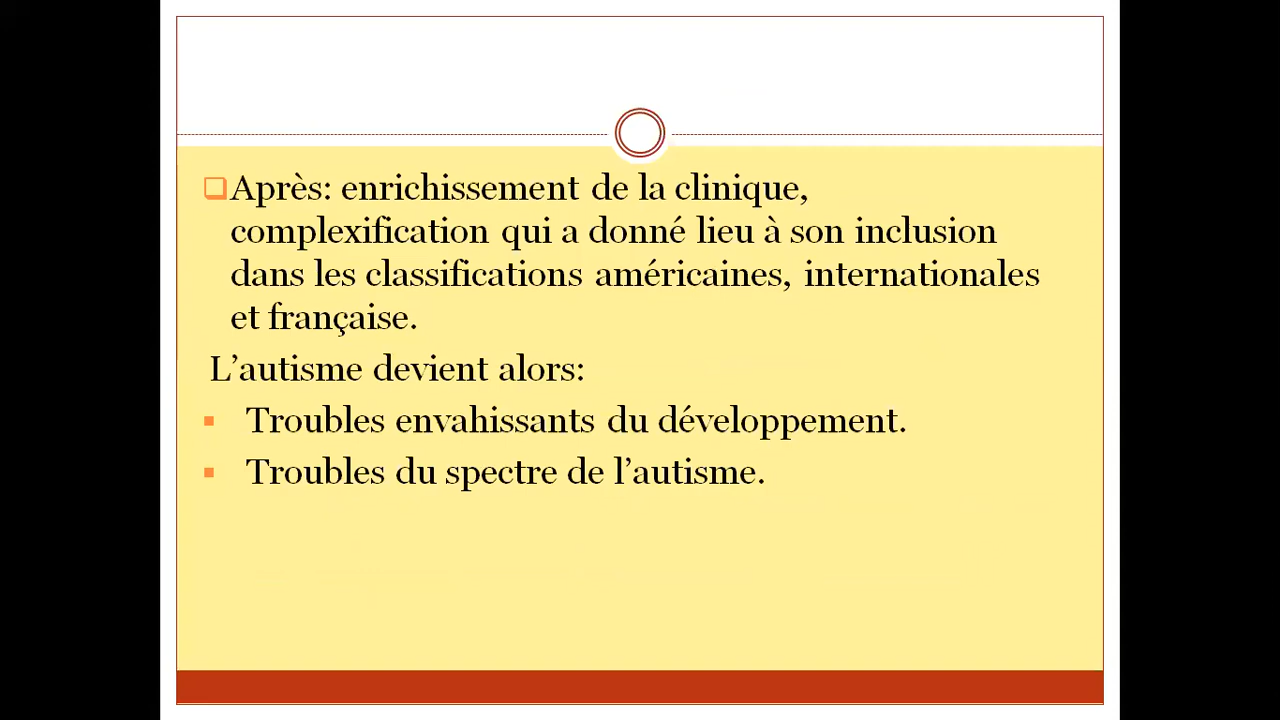 Après: enrichissement de la clinique,
complexification qui a donné lieu à son inclusion
dans les classifications américaines, internationales
et française.
L’autisme devient alors:
▪ Troubles envahissants du développement.
▪ Troubles du spectre de l’autisme.